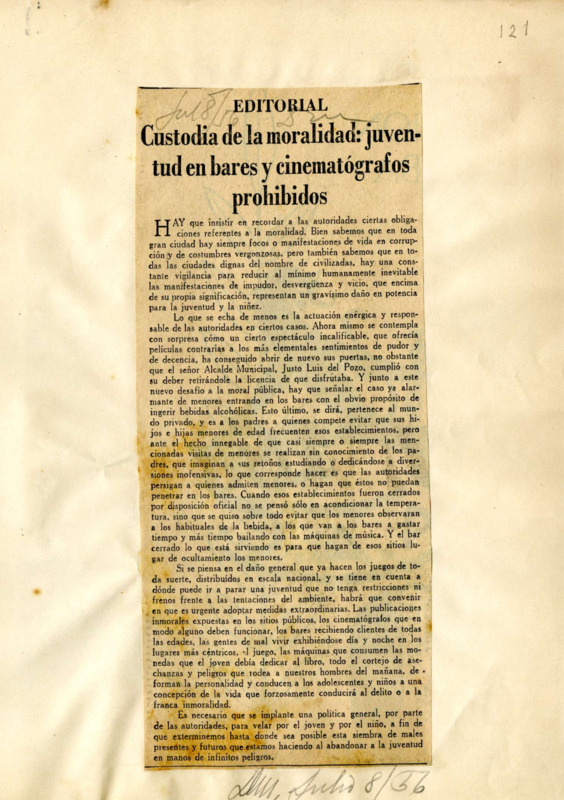 121
Jul 8/56 D m
EDITORIAL
Custodia de la moralidad: juven-
tud en bares y cinematógrafos
prohibidos
HAY que insistir en recordar a las autoridades ciertas obliga-
ciones referentes a la moralidad. Bien sabemos que en toda
gran ciudad hay siempre focos o manifestaciones de vida en corrup-
ción y de costumbres vergonzosas, pero también sabemos que en to-
das las ciudades dignas del nombre de civilizadas, hay una cons-
tante vigilancia para reducir al mínimo humanamente inevitable
las manifestaciones de impudor, desvergüenza y vicio, que encima
de su propia significación, representan un gravísimo daño en potencia
para la juventud y la niñez.
Lo que se echa de menos es la actuación enérgica y respon-
sable de las autoridades en ciertos casos. Ahora mismo se contempla
con sorpresa cómo un cierto espectáculo incalificable, que ofrecía
películas contrarias a los más elementales sentimientos de pudor y
de decencia, ha conseguido abrir de nuevo sus puertas, no obstante
que el señor Alcalde Municipal, Justo Luis del Pozo, cumplió con
su deber retirándole la licencia de que disfrutaba. Y junto a este
nuevo desafío a la moral pública, hay que señalar el caso ya alar-
mante de menores entrando en los bares con el obvio propósito de
ingerir bebidas alcohólicas. Esto último, se dirá, pertenece al mun-
do privado, y es a los padres a quienes compete evitar que sus hi-
jos e hijas menores de edad frecuenten esos establecimientos, pero
ante el hecho innegable de que casi siempre o siempre las men-
cionadas visitas de menores se realizan sin conocimiento de los pa-
dres, que imaginan a sus retoños estudiando o dedicándose a diver-
siones inofensivas, lo que corresponde hacer es que las autoridades
persigan a quienes admiten menores, o hagan que éstos no puedan
penetrar en los bares. Cuando esos establecimientos fueron cerrados
por disposición oficial no se pensó sólo en acondicionar la tempera-
tura, sino que se quiso sobre todo evitar que los menores observaran
a los habituales de la bebida, a los que van a los bares a gastar
tiempo y más tiempo bailando con las máquinas de música. Y el bar
cerrado lo que está sirviendo es para que hagan de esos sitios lu-
gar de ocultamiento los menores.
Si se piensa en el daño general que ya hacen los juegos de to-
da suerte, distribuídos en escala nacional, y se tiene en cuenta a
dónde puede ir a parar una juventud que no tenga restricciones ni
frenos frente a las tentaciones del ambiente, habrá que convenir
en que es urgente adoptar medidas extraordinarias. Las publicaciones
inmorales expuestas en los sitios públicos, los cinematógrafos que en
modo alguno deben funcionar, los bares recibiendo clientes de todas
las edades, las gentes de mal vivir exhibiéndose día y noche en los
lugares más céntricos, el juego, las máquinas que consumen las mo-
nedas que el joven debía dedicar al libro, todo el cortejo de ase-
chanzas y peligros que rodea a nuestros hombres del mañana, de-
forman la personalidad y conducen a los adolescentes y niños a una
concepción de la vida que forzosamente conducirá al delito o a la
franca inmoralidad.
Es necesario que se implante una política general, por parte
de las autoridades, para velar por el joven y por el niño, a fin de
que exterminemos hasta donde sea posible esta siembra de males
presentes y futuros que estamos haciendo al abandonar a la juventud
en manos de infinitos peligros.
DM, Julio 8/56